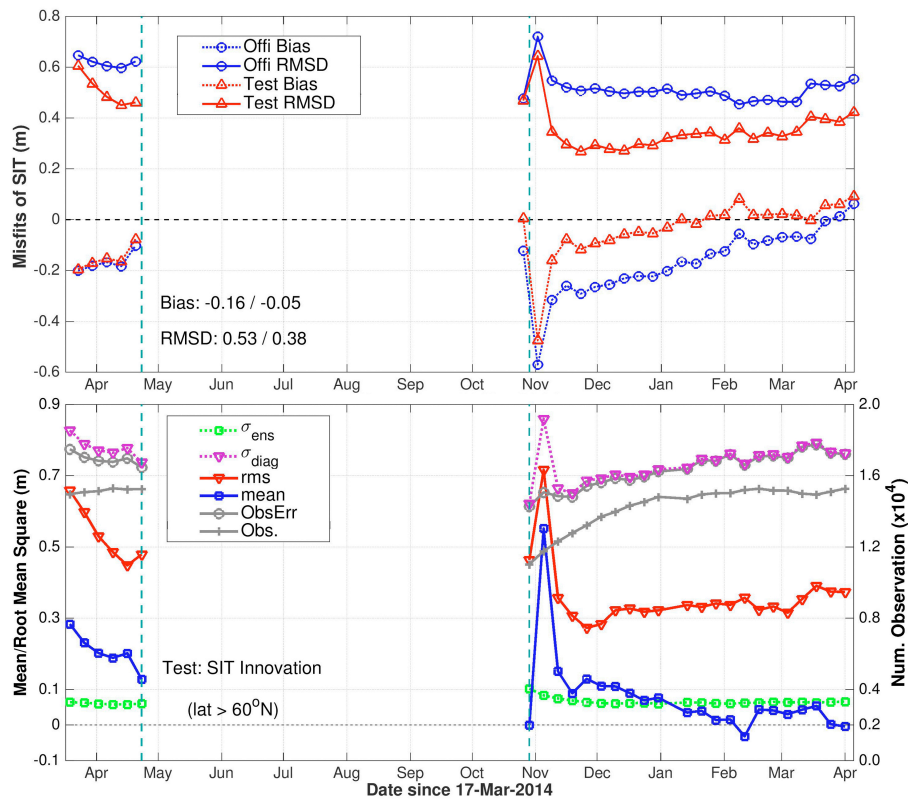 0.8
0.6
0.4
0.2
0
-0.2
-0.4
-0.6
Misfits of SIT (m)
Offi Bias
Offi RMSD
Test Bias
Test RMSD
Bias: -0.16 / -0.05
RMSD: 0.53 / 0.38
Apr May Jun Jul Aug Sep Oct Nov Dec Jan Feb Mar Apr
0.9
0.7
0.5
0.3
0.1
0
-0.1
Mean/Root Mean Square (m)
σens
σdiag
rms
mean
ObsErr
Obs.
Test: SIT Innovation
(lat > 60°N)
2.0
1.6
1.2
0.8
0.4
0.2
0.0
Num. Observation (x10⁴)
Apr May Jun Jul Aug Sep Oct Nov Dec Jan Feb Mar Apr
Date since 17-Mar-2014